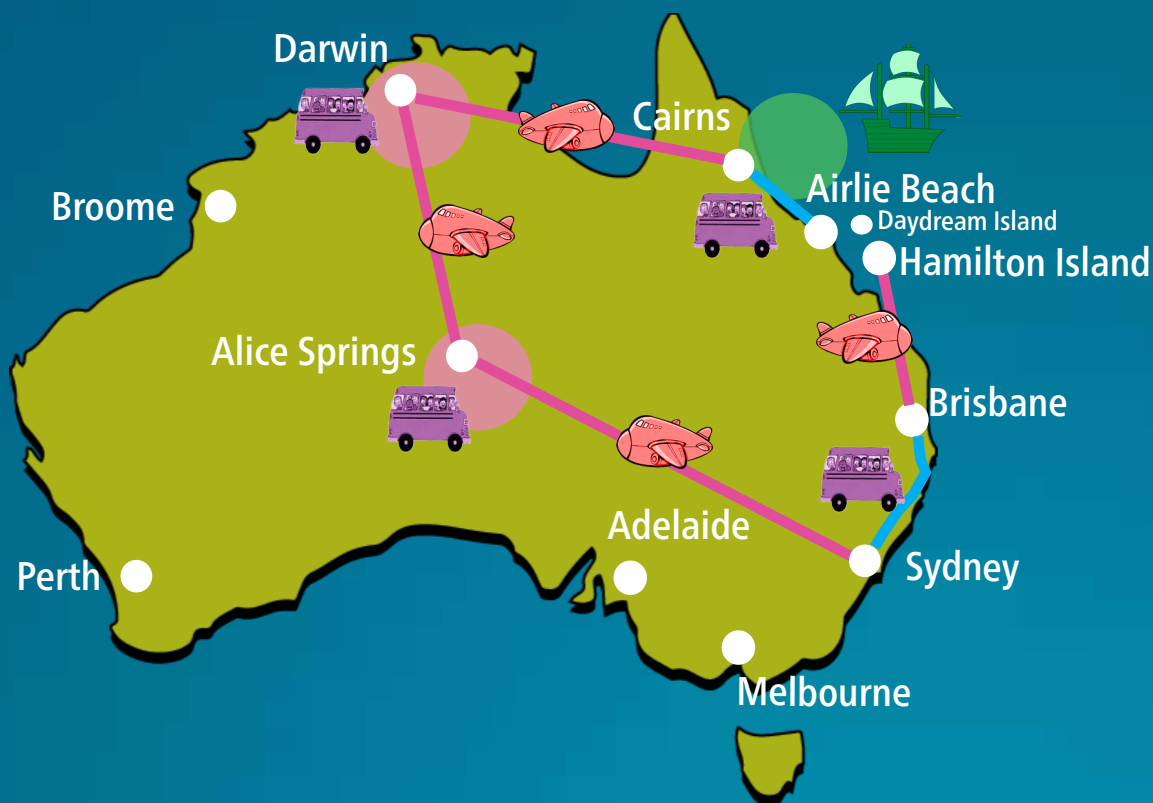 Darwin
Cairns
Broome
Airlie Beach
Daydream Island
Hamilton Island
Alice Springs
Brisbane
Adelaide
Sydney
Perth
Melbourne